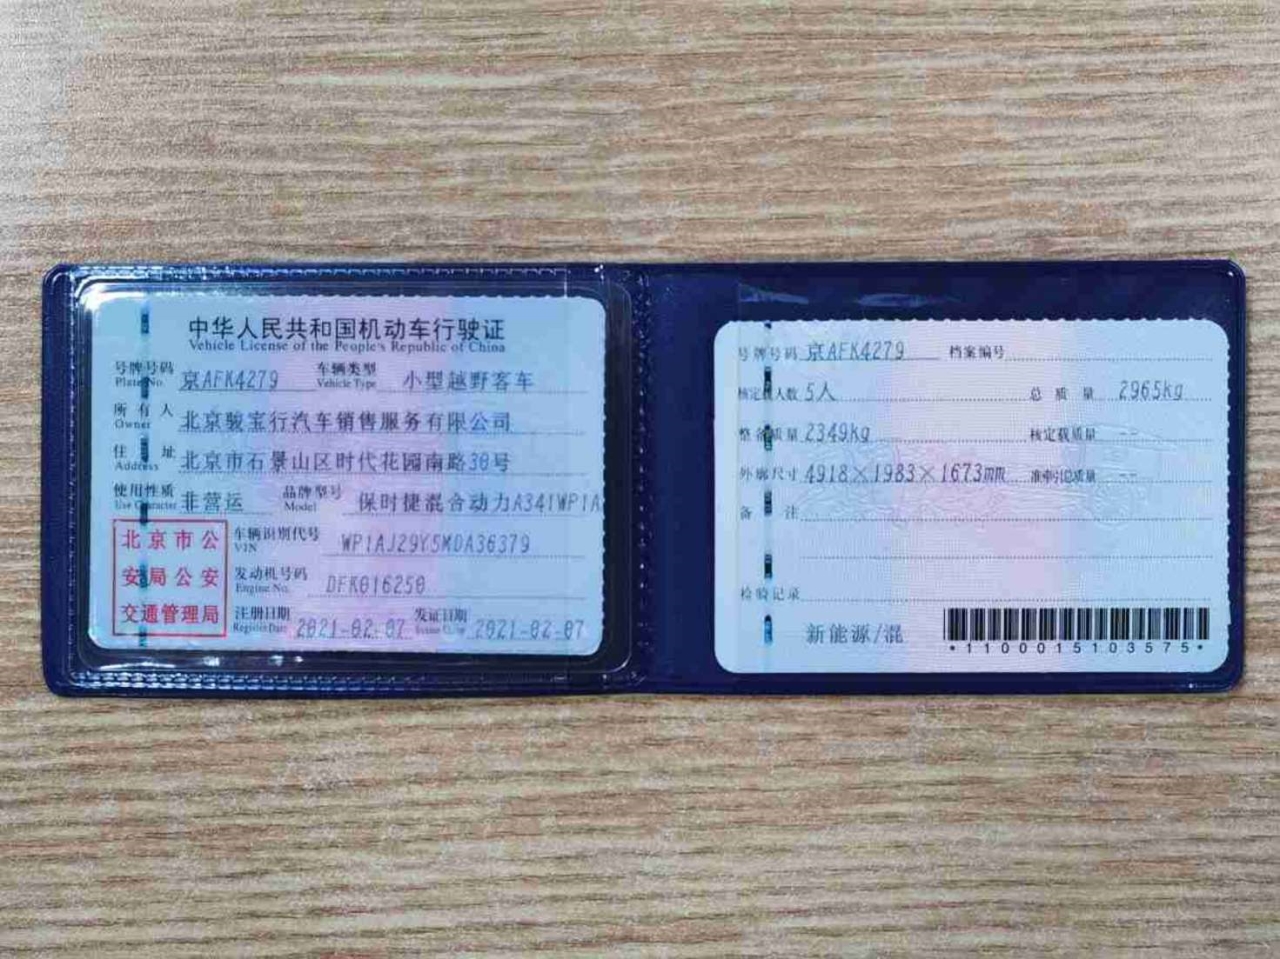 中华人民共和国机动车行驶证
Vehicle License of the People's Republic of China
号牌号码 京AFK4279 车辆类型 小型越野客车
Plate No. Vehicle Type
所有人 北京骏宝行汽车销售服务有限公司
Owner
住址 北京市石景山区时代花园南路30号
Address
使用性质 非营运 品牌型号 保时捷混合动力A341WP1A
Use Character Model
北京市公
安局公安
交通管理局
车辆识别代号 WP1AJ29Y5MDA36379
VIN
发动机号码 DFK016250
Engine No.
注册日期 2021-02-07 发证日期 2021-02-07
Register Date Issue Date
号牌号码 京AFK4279 档案编号
核定载人数 5人 总质量 2965kg
整备质量 2349kg 核定载质量 --
外廓尺寸 4918×1983×1673mm 准牵引总质量 --
备注
检验记录
新能源/混
*1100015103575*